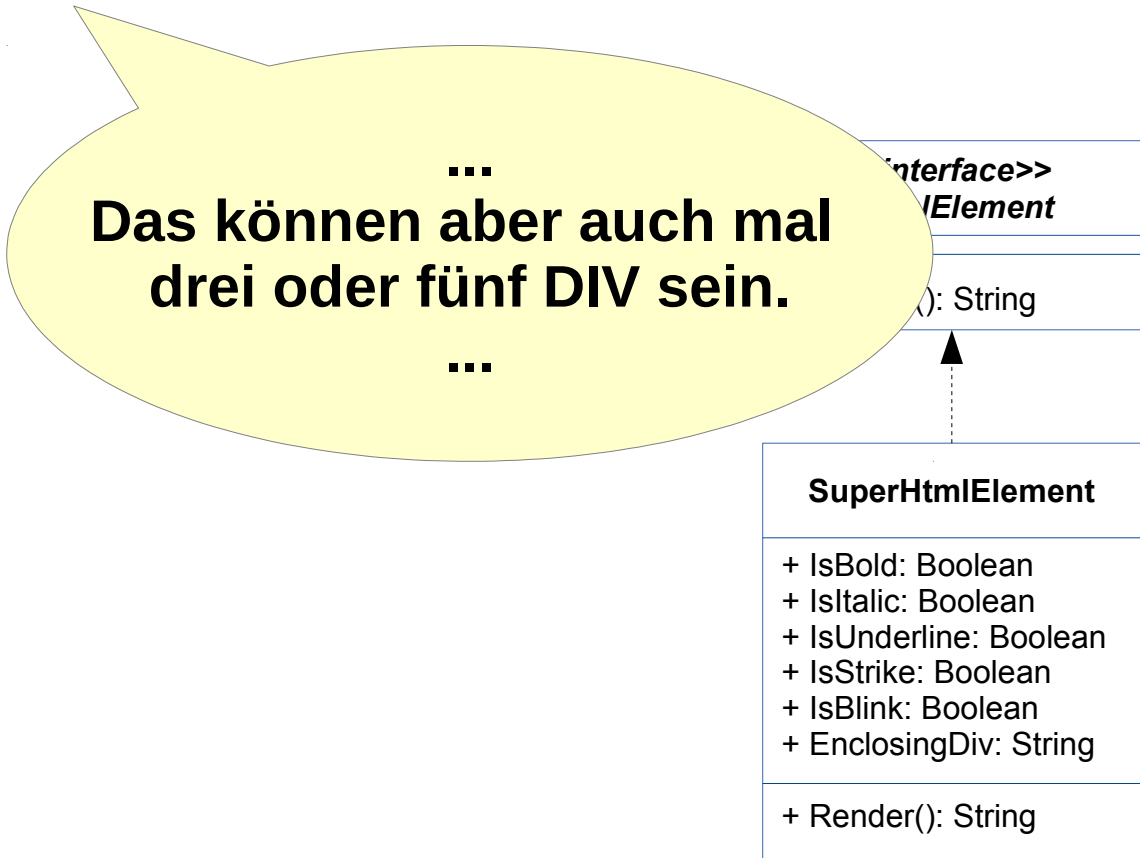 ...
Das können aber auch mal
drei oder fünf DIV sein.
...
interface>>
lElement
(): String
SuperHtmlElement
+ IsBold: Boolean
+ IsItalic: Boolean
+ IsUnderline: Boolean
+ IsStrike: Boolean
+ IsBlink: Boolean
+ EnclosingDiv: String
+ Render(): String